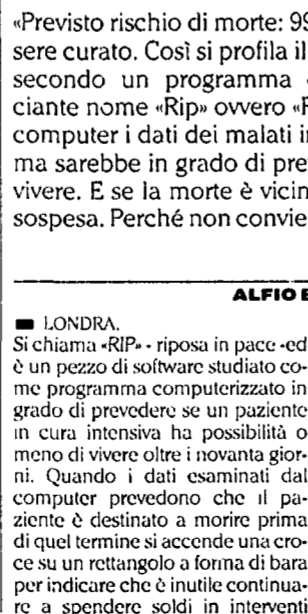 «Previsto rischio di morte: 99
sere curato. Così si profila il
secondo un programma
ciante nome «Rip» ovvero «R
computer i dati dei malati i
ma sarebbe in grado di pre
vivere. E se la morte è vicin
sospesa. Perché non convie
ALFIO B
LONDRA.
Si chiama «RIP» - riposa in pace -ed
è un pezzo di software studiato co-
me programma computerizzato in
grado di prevedere se un paziente
in cura intensiva ha possibilità o
meno di vivere oltre i novanta gior-
ni. Quando i dati esaminati dal
computer prevedono che il pa-
ziente è destinato a morire prima
di quel termine si accende una cro-
ce su un rettangolo a forma di bara
per indicare che è inutile continua-
re a spendere soldi in interventi